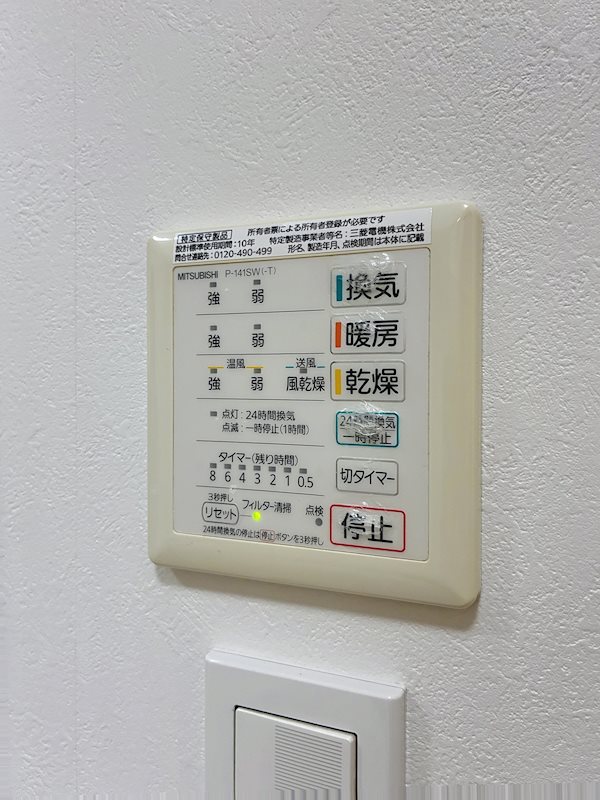 特定保守製品 所有者票による所有者登録が必要です
設計標準使用期間:10年 特定製造事業者等名:三菱電機株式会社
問合せ連絡先:0120-490-499 形名、製造年月、点検期間は本体に記載
MITSUBISHI P-141SW(-T)
強 弱 換気
強 弱 暖房
温風 送風
強 弱 風乾燥 乾燥
点灯:24時間換気 24時間換気
点滅:一時停止(1時間) 一時停止
タイマー(残り時間)
8 6 4 3 2 1 0.5 切タイマー
3秒押し
リセット フィルター清掃 点検 停止
24時間換気の停止は停止ボタンを3秒押し